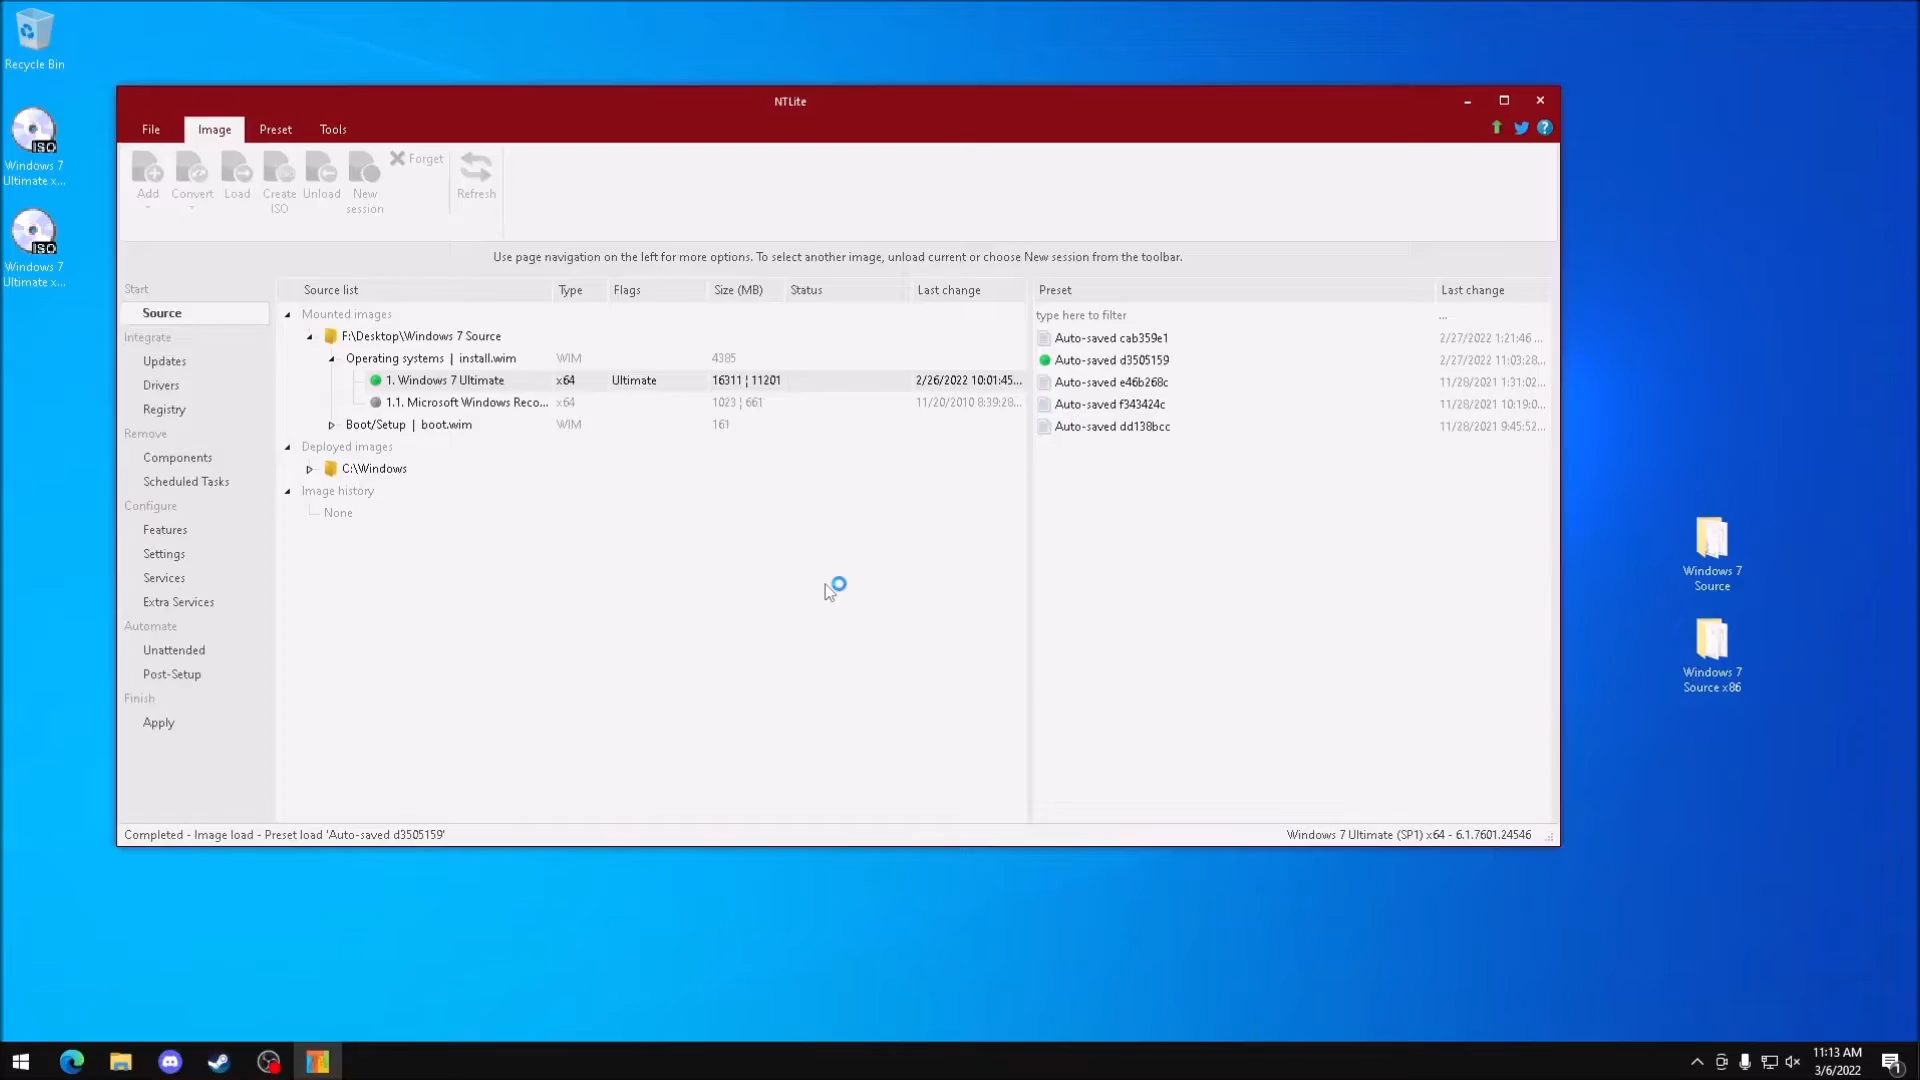 Recycle Bin
Windows 7
Ultimate x...
Windows 7
Ultimate x...
NTLite
File Image Preset Tools
Add Convert Load Create
ISO Unload New
session Forget Refresh
Use page navigation on the left for more options. To select another image, unload current or choose New session from the toolbar.
Start
Source
Integrate
Updates
Drivers
Registry
Remove
Components
Scheduled Tasks
Configure
Features
Settings
Services
Extra Services
Automate
Unattended
Post-Setup
Finish
Apply
Source list Type Flags Size (MB) Status Last change
Mounted images
F:\Desktop\Windows 7 Source
Operating systems | install.wim WIM 4385
1. Windows 7 Ultimate x64 Ultimate 16311 ¦ 11201 2/26/2022 10:01:45...
1.1. Microsoft Windows Reco... x64 1023 ¦ 661 11/20/2010 8:39:28...
Boot/Setup | boot.wim WIM 161
Deployed images
C:\Windows
Image history
None
Preset Last change
type here to filter ...
Auto-saved cab359e1 2/27/2022 1:21:46 ...
Auto-saved d3505159 2/27/2022 11:03:28...
Auto-saved e46b268c 11/28/2021 1:31:02...
Auto-saved f343424c 11/28/2021 10:19:0...
Auto-saved dd138bcc 11/28/2021 9:45:52...
Completed - Image load - Preset load 'Auto-saved d3505159'
Windows 7 Ultimate (SP1) x64 - 6.1.7601.24546
Windows 7
Source
Windows 7
Source x86
11:13 AM
3/6/2022
1